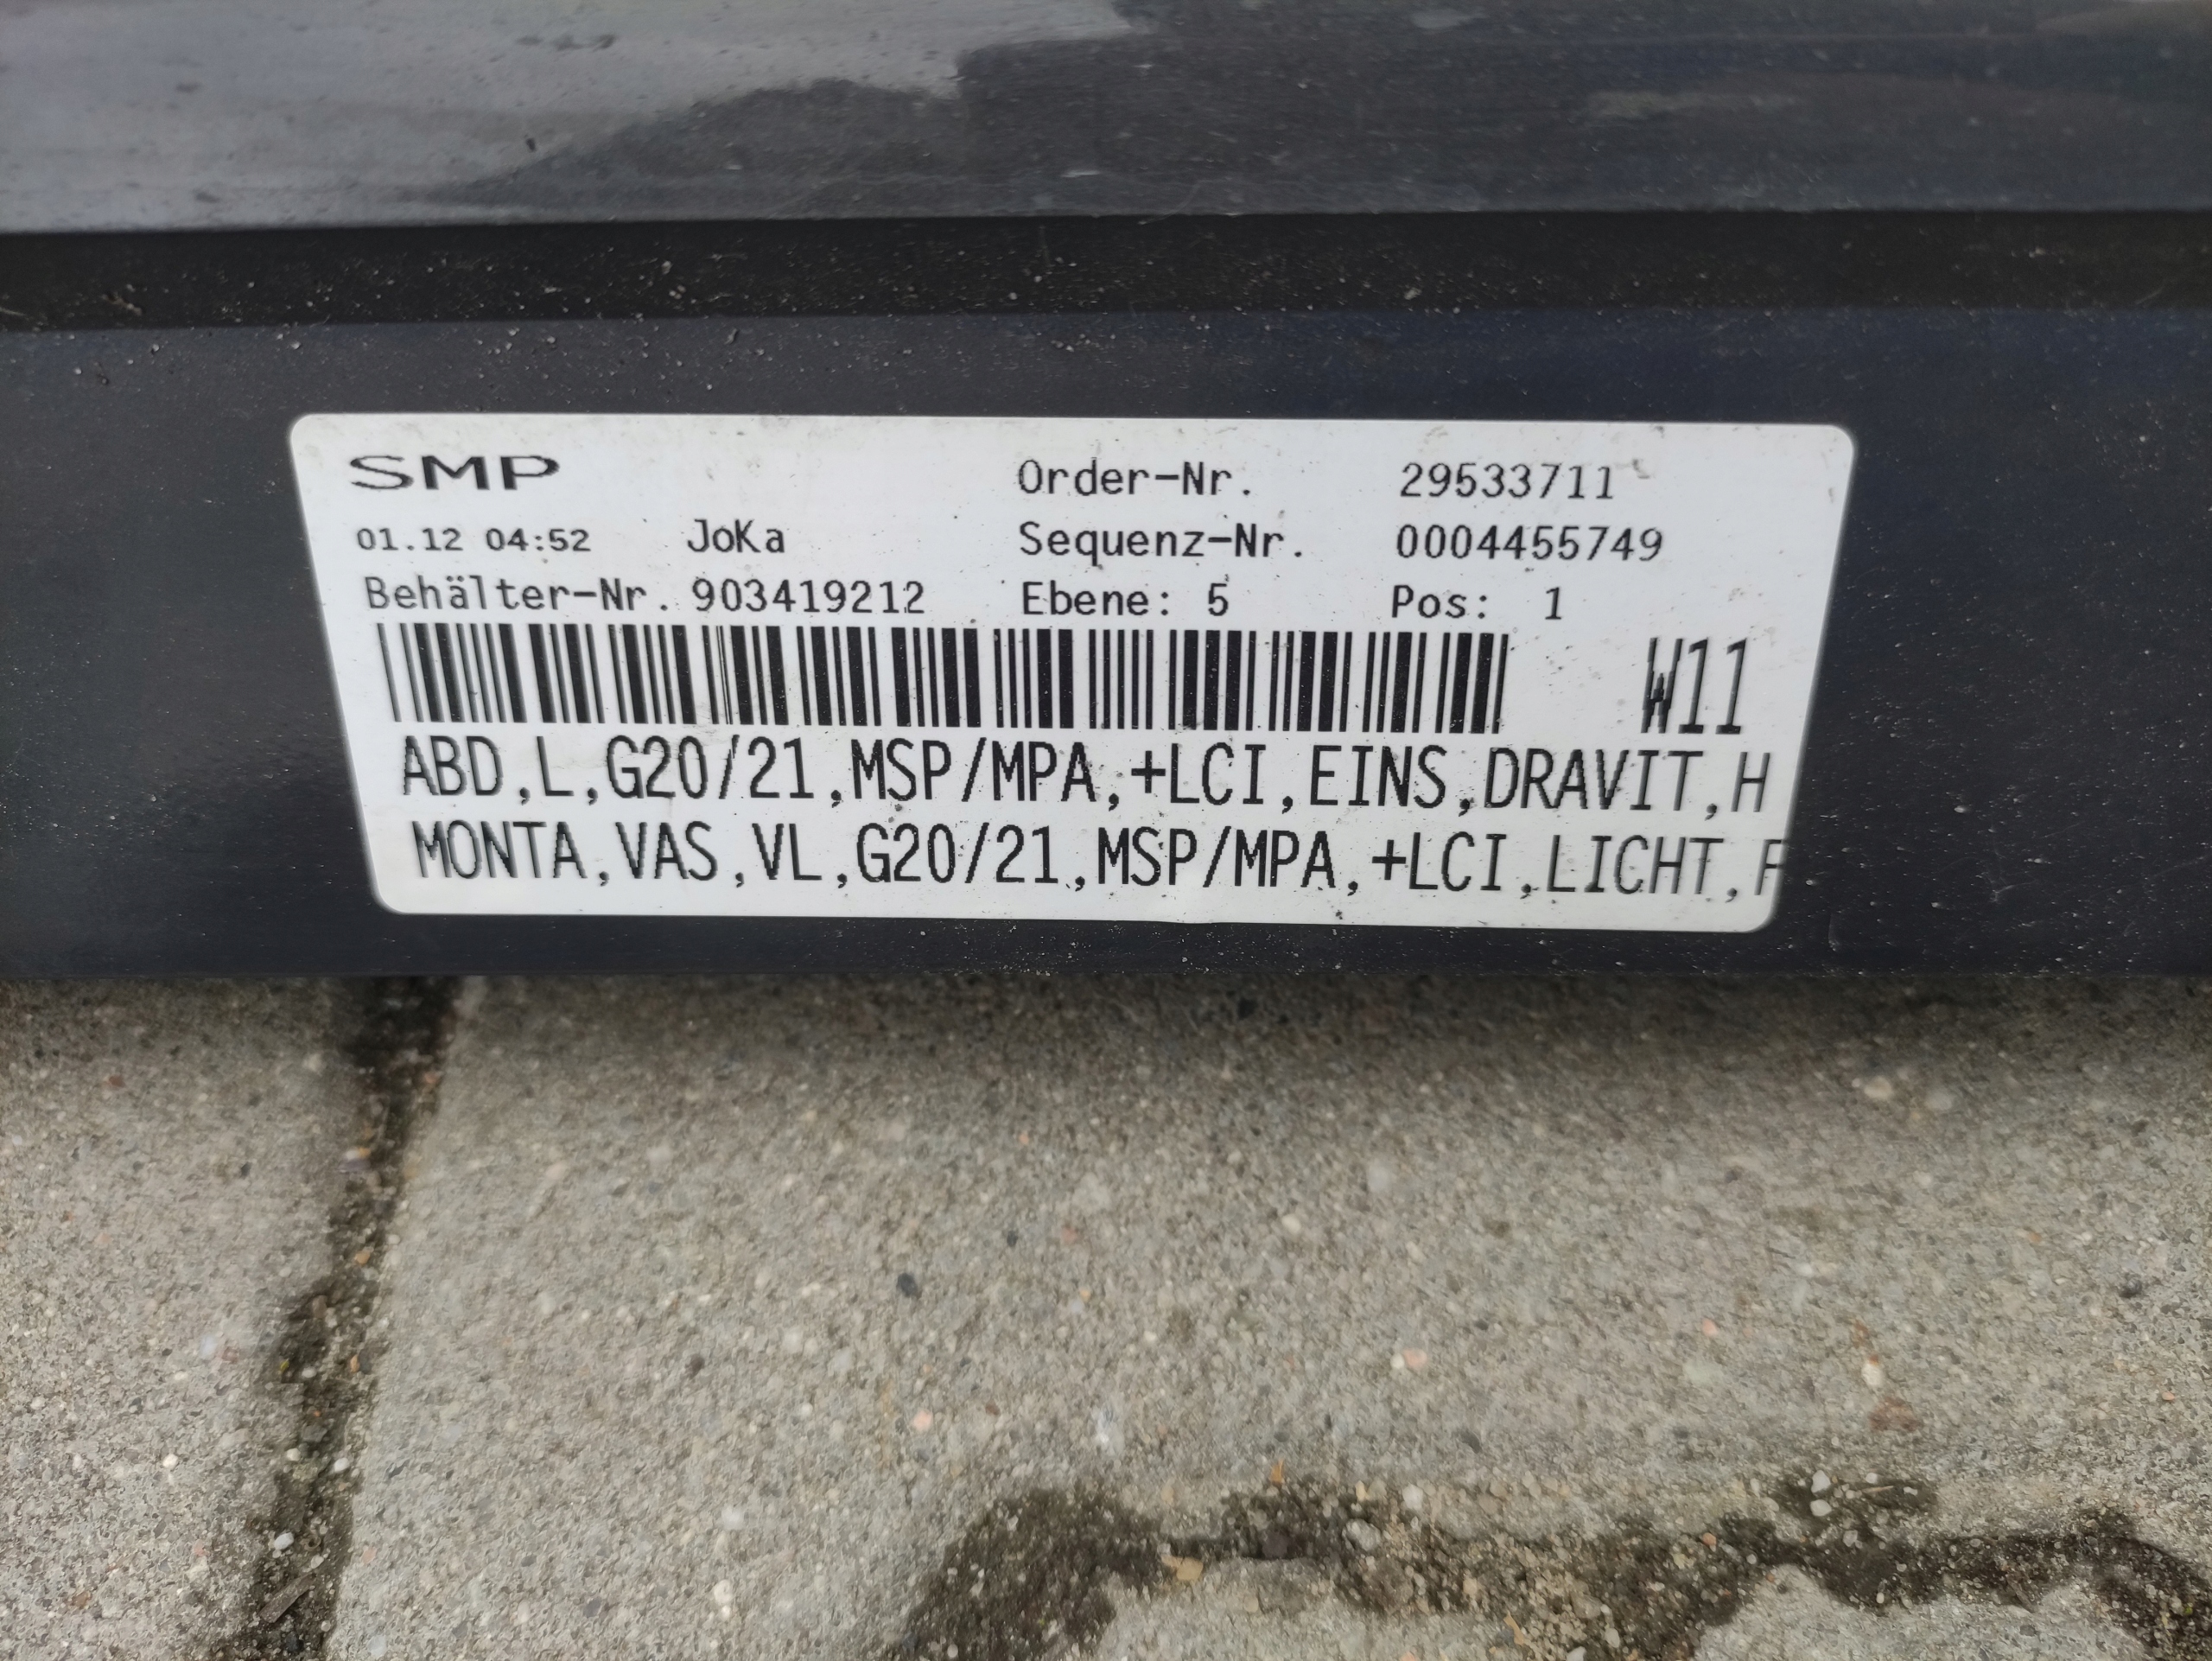 SMP Order-Nr. 29533711
01.12 04:52 JoKa Sequenz-Nr. 0004455749
Behälter-Nr. 903419212 Ebene: 5 Pos: 1
W11
ABD,L,G20/21,MSP/MPA,+LCI,EINS,DRAVIT,H
MONTA,VAS,VL,G20/21,MSP/MPA,+LCI,LICHT,